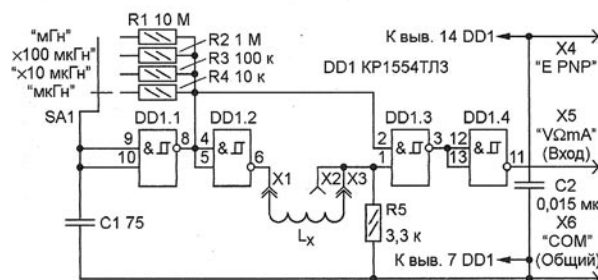 R1 10 М
"мГн"
×100 мкГн"
"×10 мкГн"
"мкГн"
R2 1 М
R3 100 к
R4 10 к
SA1
К выв. 14 DD1
X4
"E PNP"
DD1 КР1554ТЛ3
DD1.1
DD1.2
DD1.3
DD1.4
X5
"VΩmA"
(Вход)
9
10
&
8
4
5
&
6
2
1
&
3
12
13
&
11
X1
X2
X3
C1 75
Lx
R5
3,3 к
C2
0,015 мк
X6
"COM"
(Общий)
К выв. 7 DD1